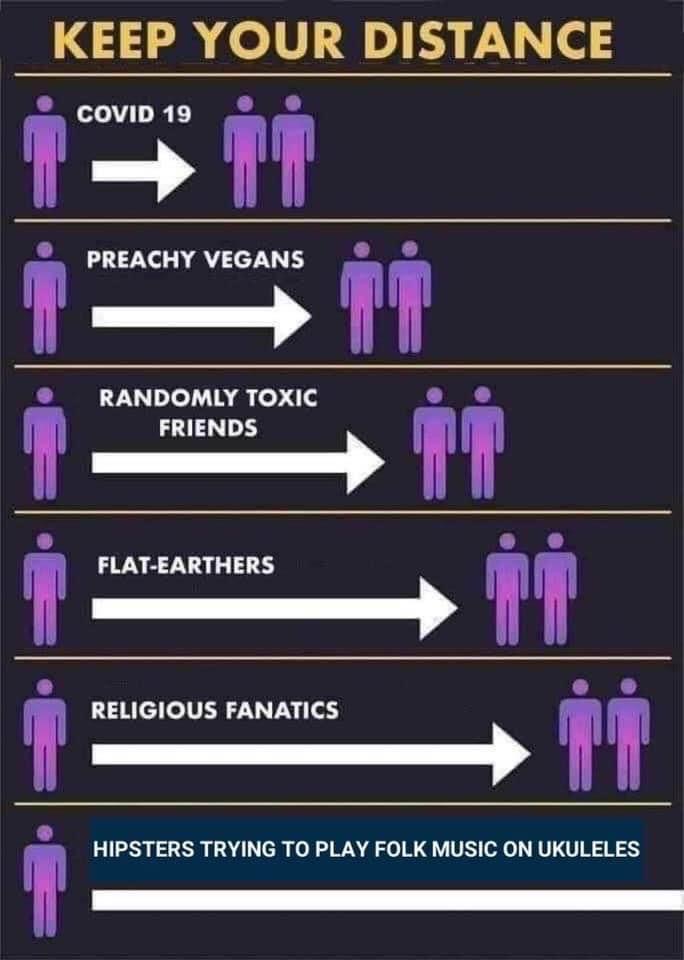 KEEP YOUR DISTANCE
COVID 19
PREACHY VEGANS
RANDOMLY TOXIC
FRIENDS
FLAT-EARTHERS
RELIGIOUS FANATICS
HIPSTERS TRYING TO PLAY FOLK MUSIC ON UKULELES